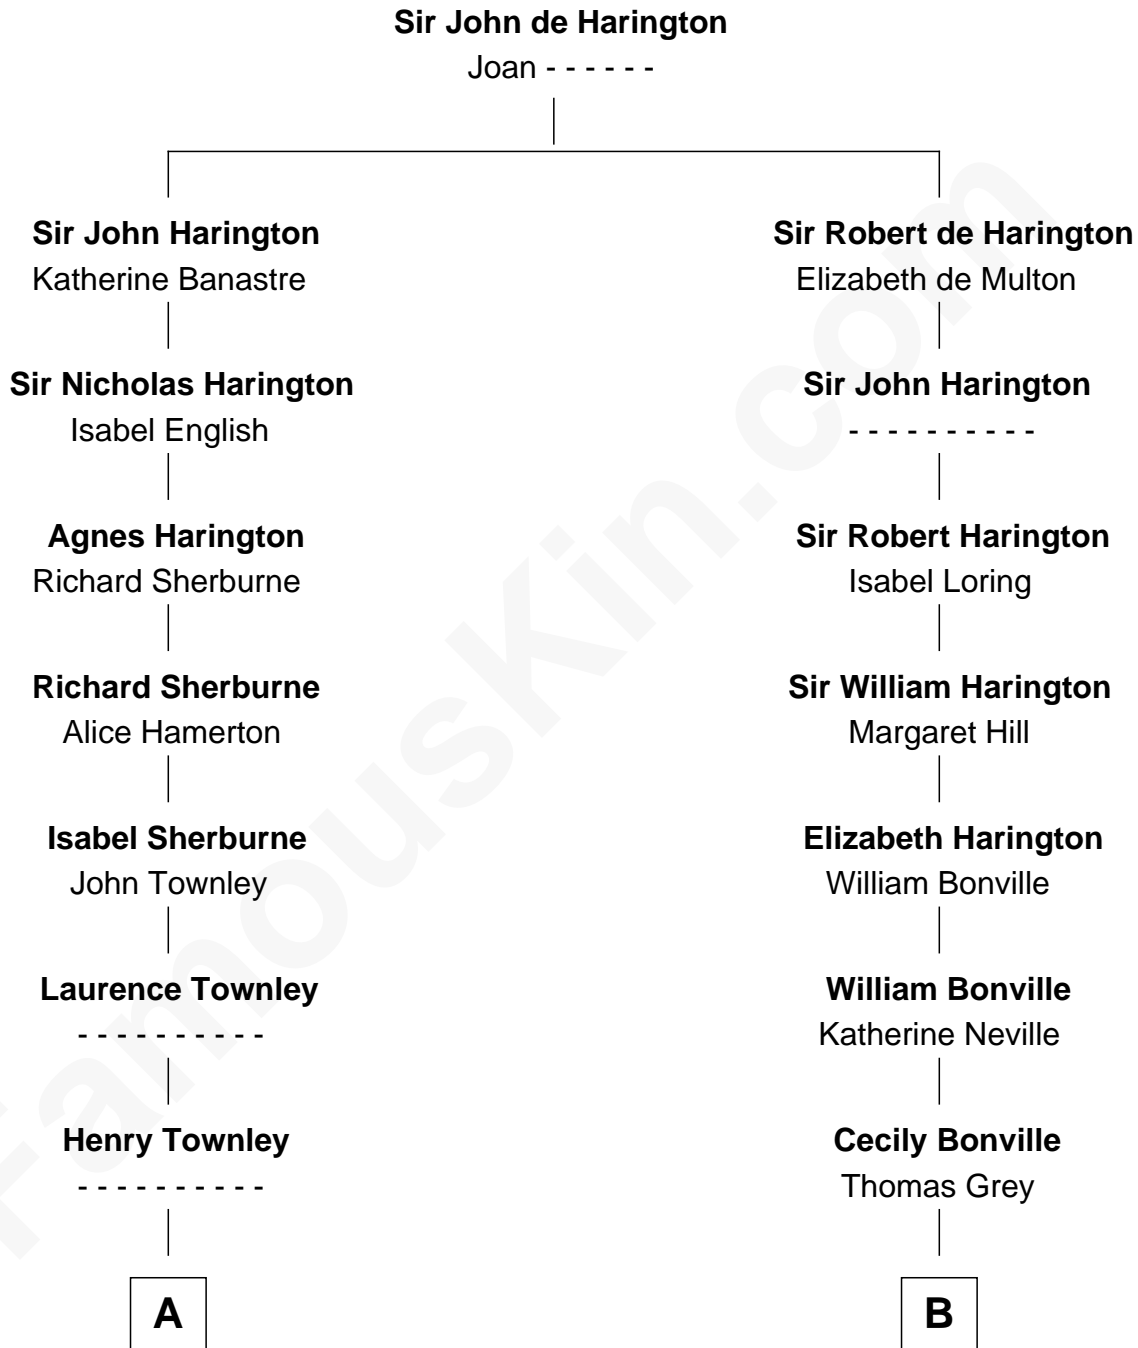 Sir John de Harington
Joan - - - - - -
Sir John Harington
Katherine Banastre
Sir Nicholas Harington
Isabel English
Agnes Harington
Richard Sherburne
Richard Sherburne
Alice Hamerton
Isabel Sherburne
John Townley
Laurence Townley
- - - - - - - - - -
Henry Townley
- - - - - - - - - -
A
Sir Robert de Harington
Elizabeth de Multon
Sir John Harington
- - - - - - - - - -
Sir Robert Harington
Isabel Loring
Sir William Harington
Margaret Hill
Elizabeth Harington
William Bonville
William Bonville
Katherine Neville
Cecily Bonville
Thomas Grey
B
FamousKin.com